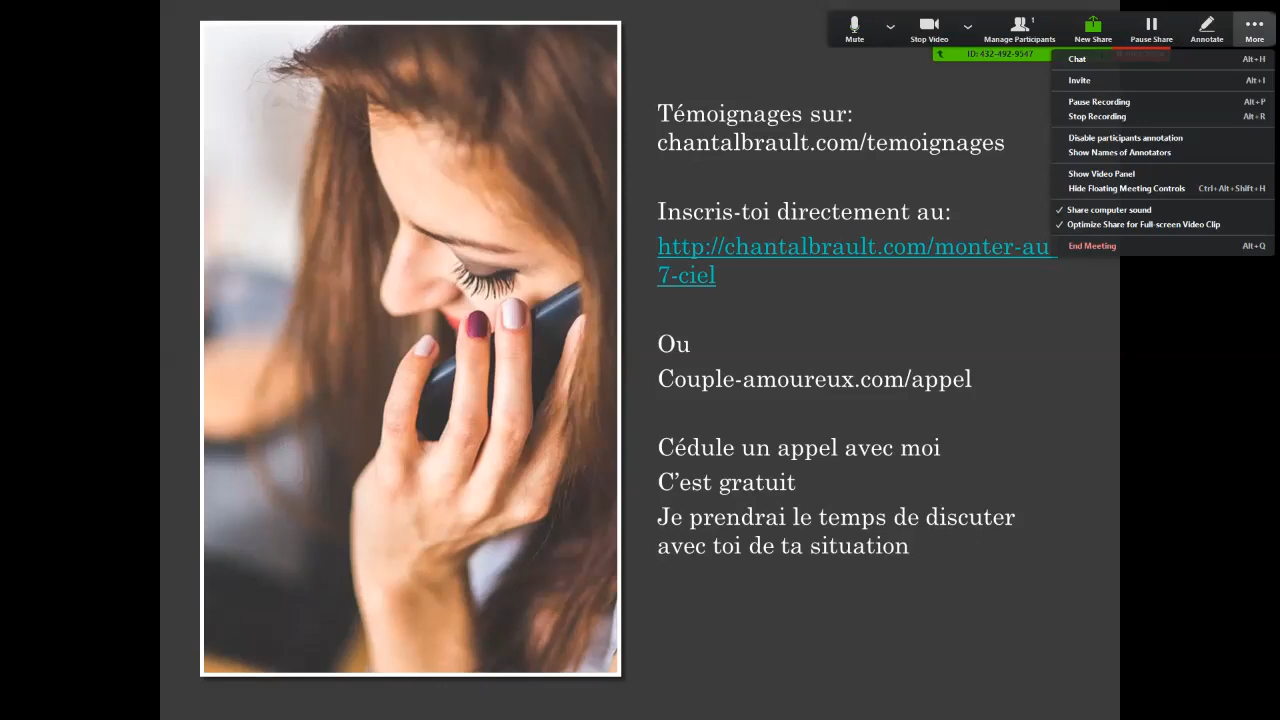 Mute
Stop Video
Manage Participants
1
New Share
Pause Share
Annotate
More
ID: 432-492-9547
Chat Alt+H
Invite Alt+I
Pause Recording Alt+P
Stop Recording Alt+R
Disable participants annotation
Show Names of Annotators
Show Video Panel
Hide Floating Meeting Controls Ctrl+Alt+Shift+H
Share computer sound
Optimize Share for Full-screen Video Clip
End Meeting Alt+Q
Témoignages sur:
chantalbrault.com/temoignages
Inscris-toi directement au:
http://chantalbrault.com/monter-au
7-ciel
Ou
Couple-amoureux.com/appel
Cédule un appel avec moi
C’est gratuit
Je prendrai le temps de discuter
avec toi de ta situation